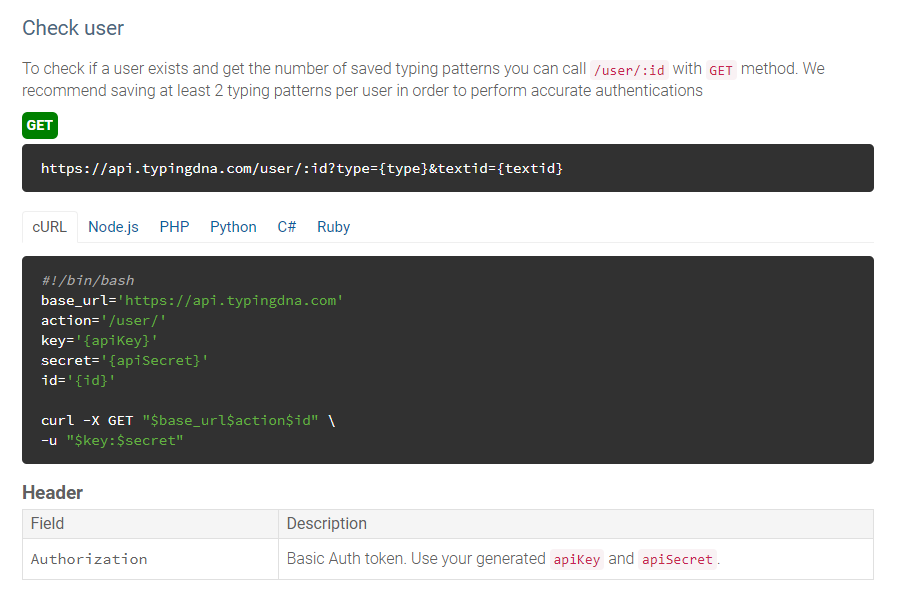 Check user
To check if a user exists and get the number of saved typing patterns you can call /user/:id with GET method. We
recommend saving at least 2 typing patterns per user in order to perform accurate authentications
GET
https://api.typingdna.com/user/:id?type={type}&textid={textid}
cURL Node.js PHP Python C# Ruby
#!/bin/bash
base_url='https://api.typingdna.com'
action='/user/'
key='{apiKey}'
secret='{apiSecret}'
id='{id}'
curl -X GET "$base_url$action$id" \
-u "$key:$secret"
Header
Field Description
Authorization Basic Auth token. Use your generated apiKey and apiSecret.